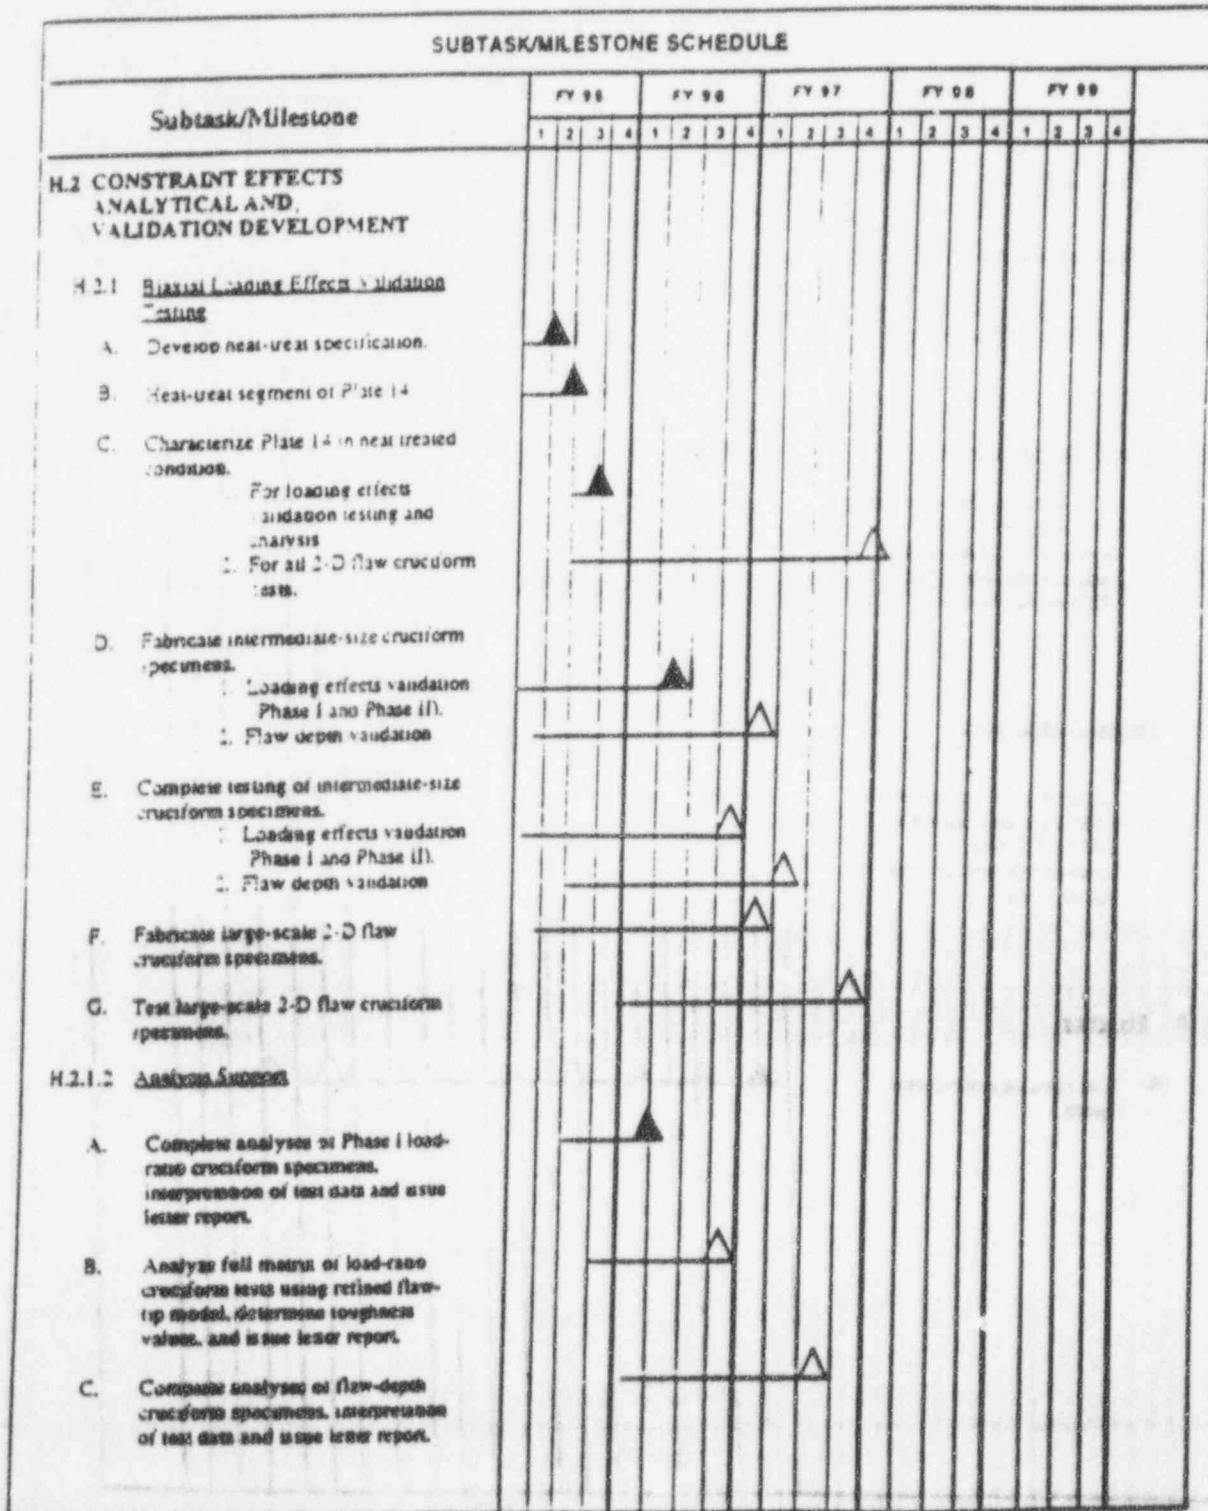 SUBTASK/MILESTONE SCHEDULE
Subtask/Milestone
FY 95 FY 96 FY 97 FY 98 FY 99
1 2 3 4 1 2 3 4 1 2 3 4 1 2 3 4 1 2 3 4
H.2 CONSTRAINT EFFECTS
ANALYTICAL AND
VALIDATION DEVELOPMENT
H.2.1 Biaxial Loading Effects Validation
Testing
A. Develop heat-treat specification.
B. Heat-treat segment of Plate 14
C. Characterize Plate 14 in heat treated
condition.
For loading effects
validation testing and
analysis
2. For all 2-D flaw cruciform
tests.
D. Fabricate intermediate-size cruciform
specimens.
1. Loading effects validation
Phase I and Phase II).
2. Flaw depth validation
E. Complete testing of intermediate-size
cruciform specimens.
1. Loading effects validation
Phase I and Phase II).
2. Flaw depth validation
F. Fabricate large-scale 2-D flaw
cruciform specimens.
G. Test large-scale 2-D flaw cruciform
specimens.
H.2.1.2 Analysis Support
A. Complete analyses of Phase I load-
ratio cruciform specimens,
interpretation of test data and issue
letter report.
B. Analyze full matrix of load-ratio
cruciform tests using refined flaw-
tip model, determine toughness
values, and issue letter report.
C. Complete analyses of flaw-depth
cruciform specimens, interpretation
of test data and issue letter report.